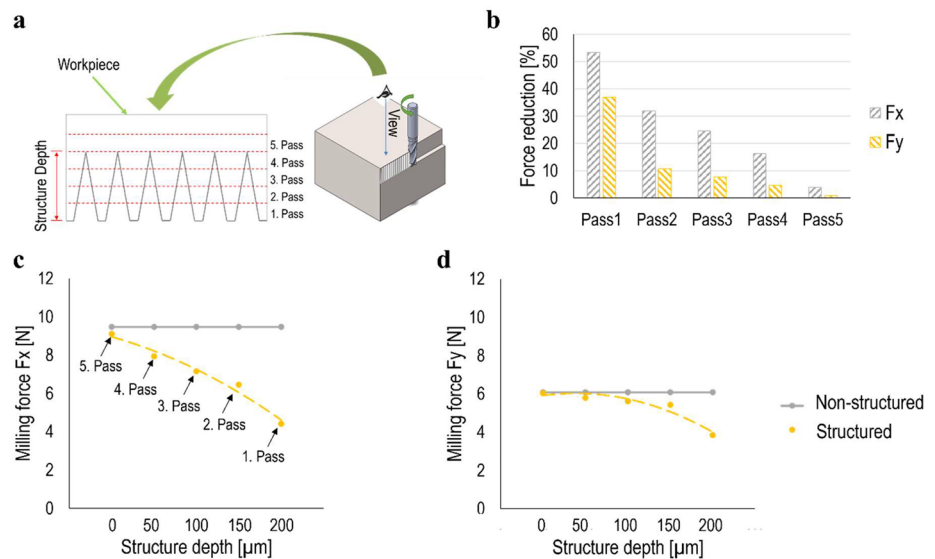 a
Workpiece
Structure Depth
5. Pass
4. Pass
3. Pass
2. Pass
1. Pass
View
b
Force reduction [%]
60
50
40
30
20
10
0
Pass1 Pass2 Pass3 Pass4 Pass5
Fx
Fy
c
Milling force Fx [N]
12
10
8
6
4
2
0
5. Pass
4. Pass
3. Pass
2. Pass
1. Pass
0 50 100 150 200
Structure depth [µm]
d
Milling force Fy [N]
12
10
8
6
4
2
0
0 50 100 150 200
Structure depth [µm]
Non-structured
Structured